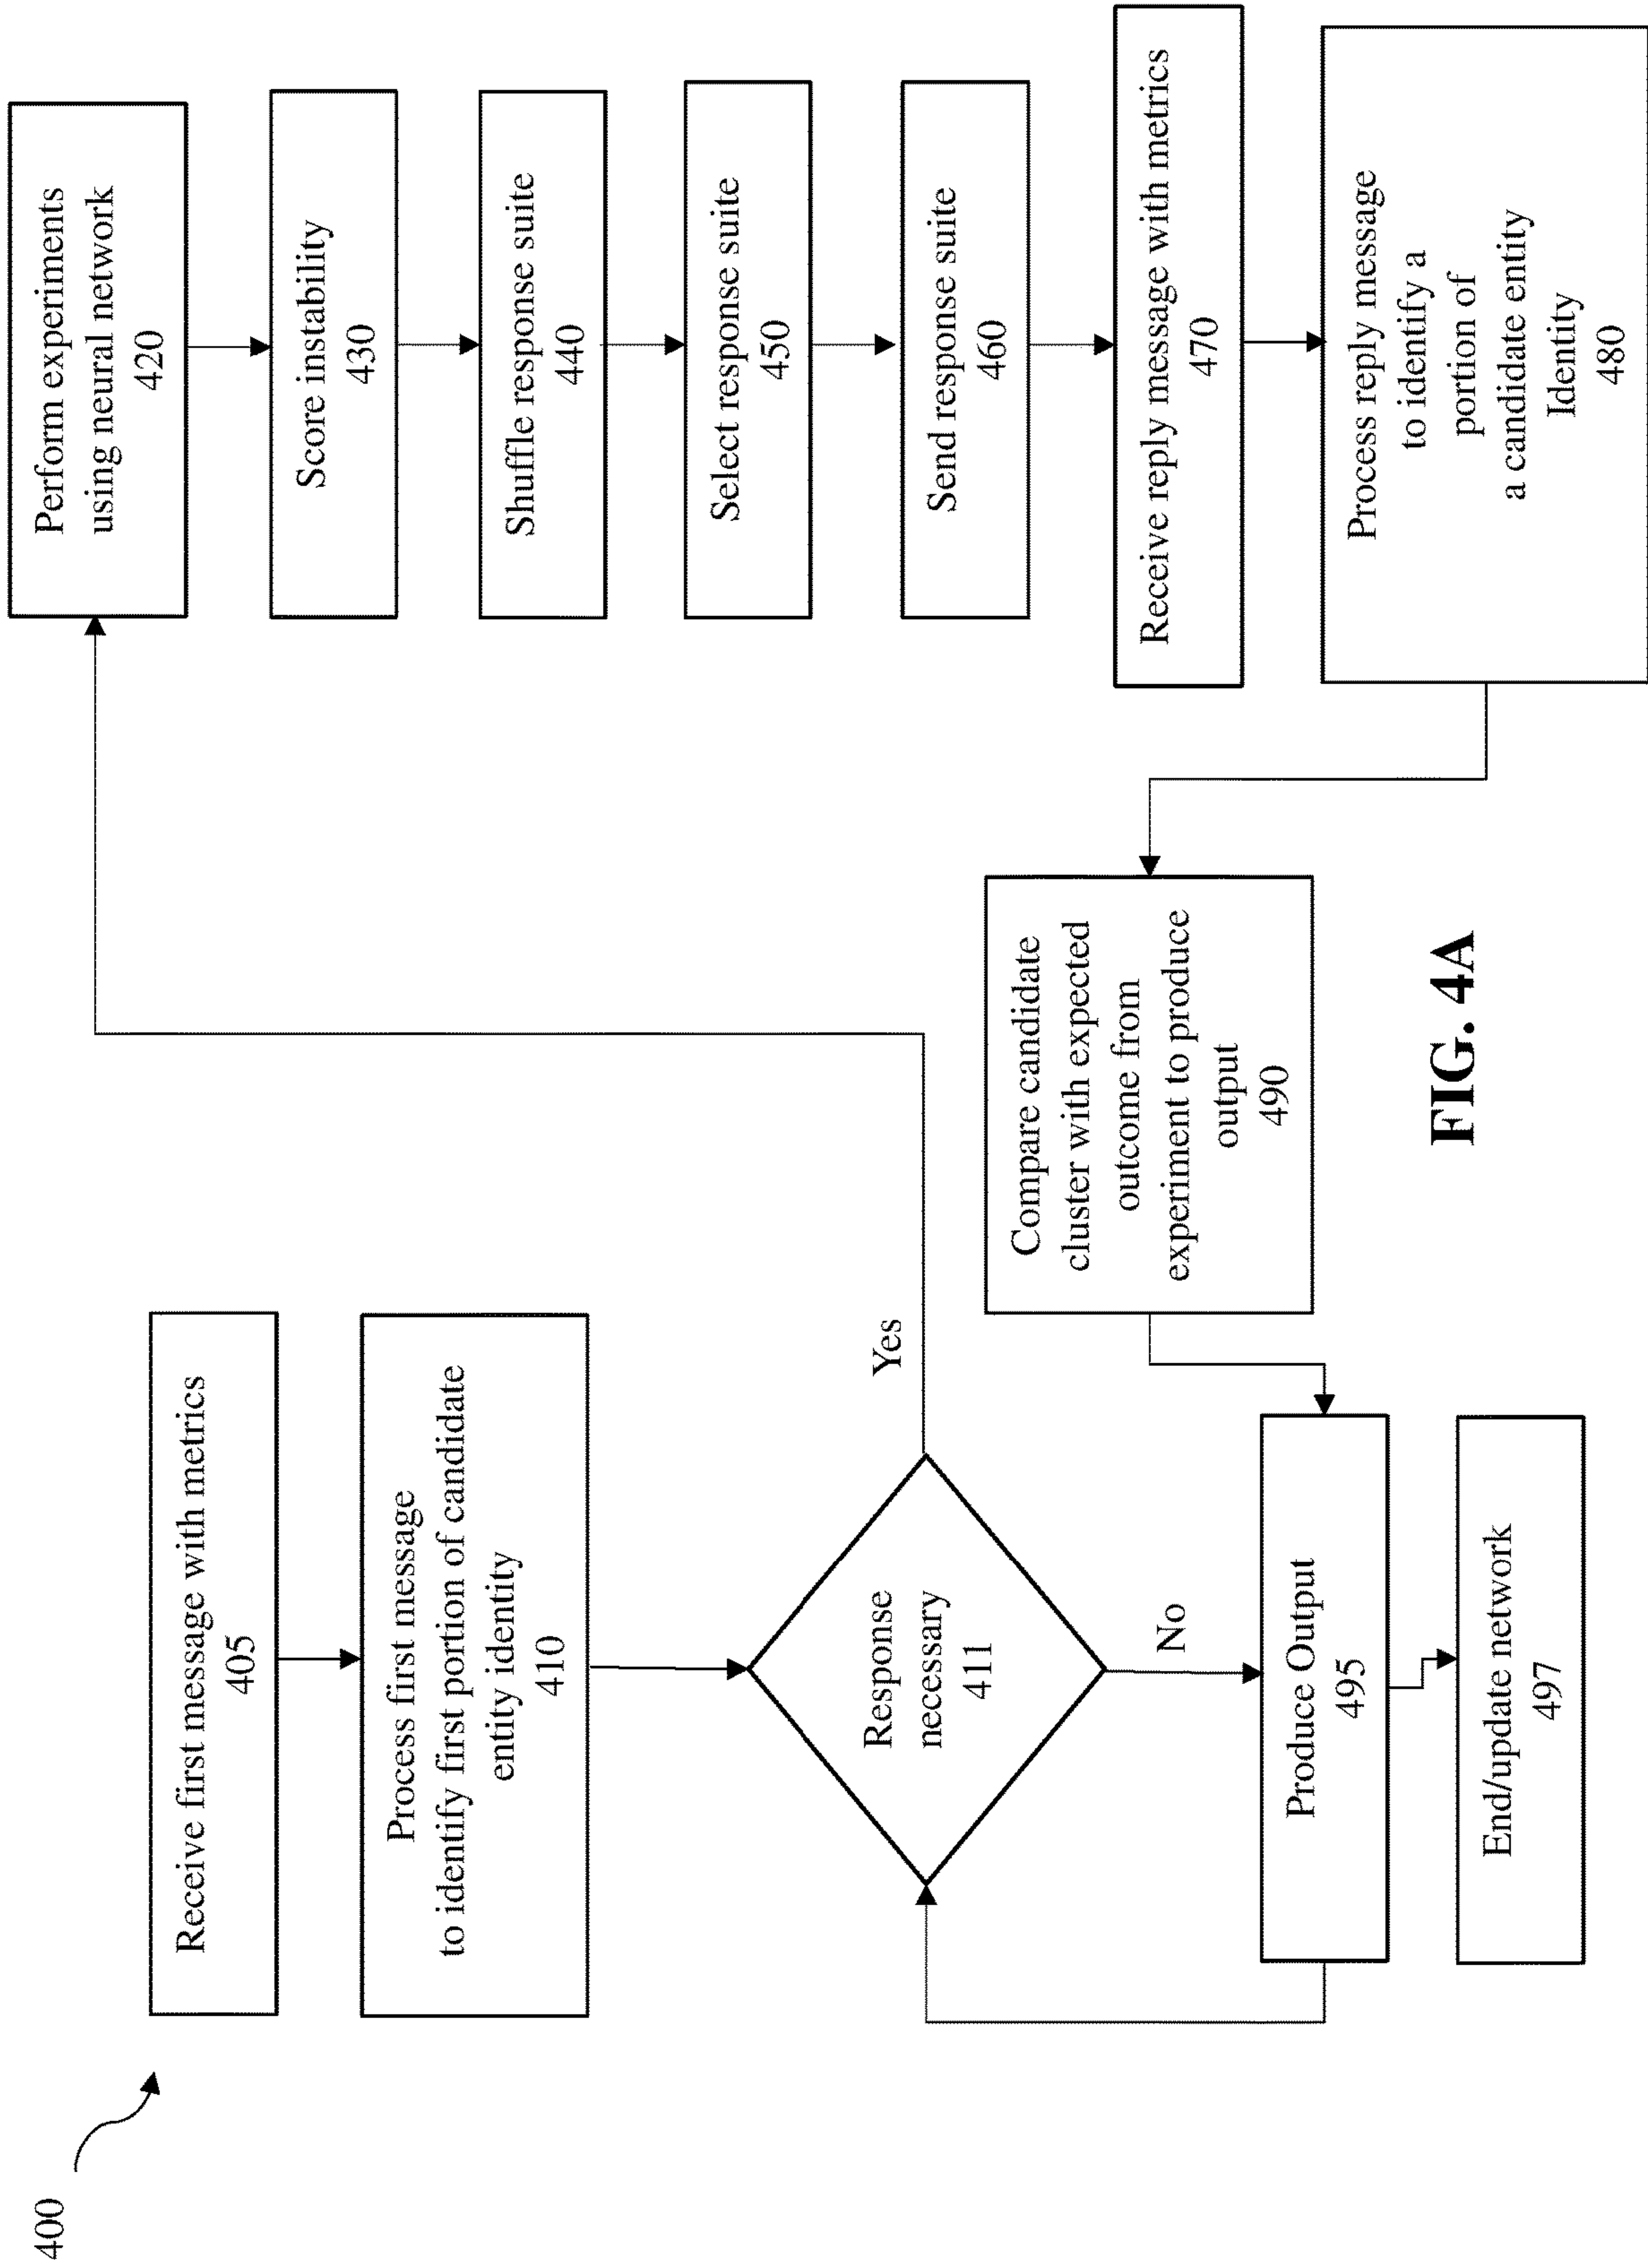 400
Receive first message with metrics
405
Process first message
to identify first portion of candidate
entity identity
410
Response
necessary
411
Yes
No
Produce Output
495
End/update network
497
Compare candidate
cluster with expected
outcome from
experiment to produce
output
490
Perform experiments
using neural network
420
Score instability
430
Shuffle response suite
440
Select response suite
450
Send response suite
460
Receive reply message with metrics
470
Process reply message
to identify a
portion of
a candidate entity
Identity
480
FIG. 4A